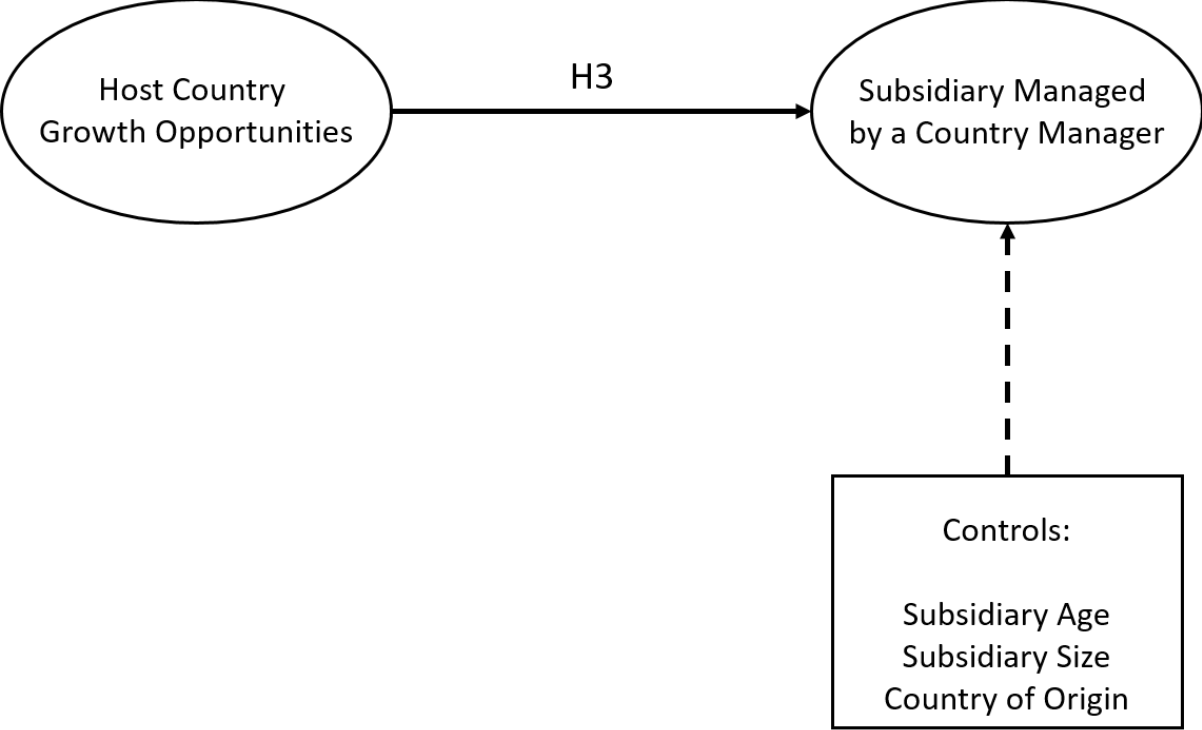 Host Country
Growth Opportunities
H3
Subsidiary Managed
by a Country Manager
Controls:
Subsidiary Age
Subsidiary Size
Country of Origin